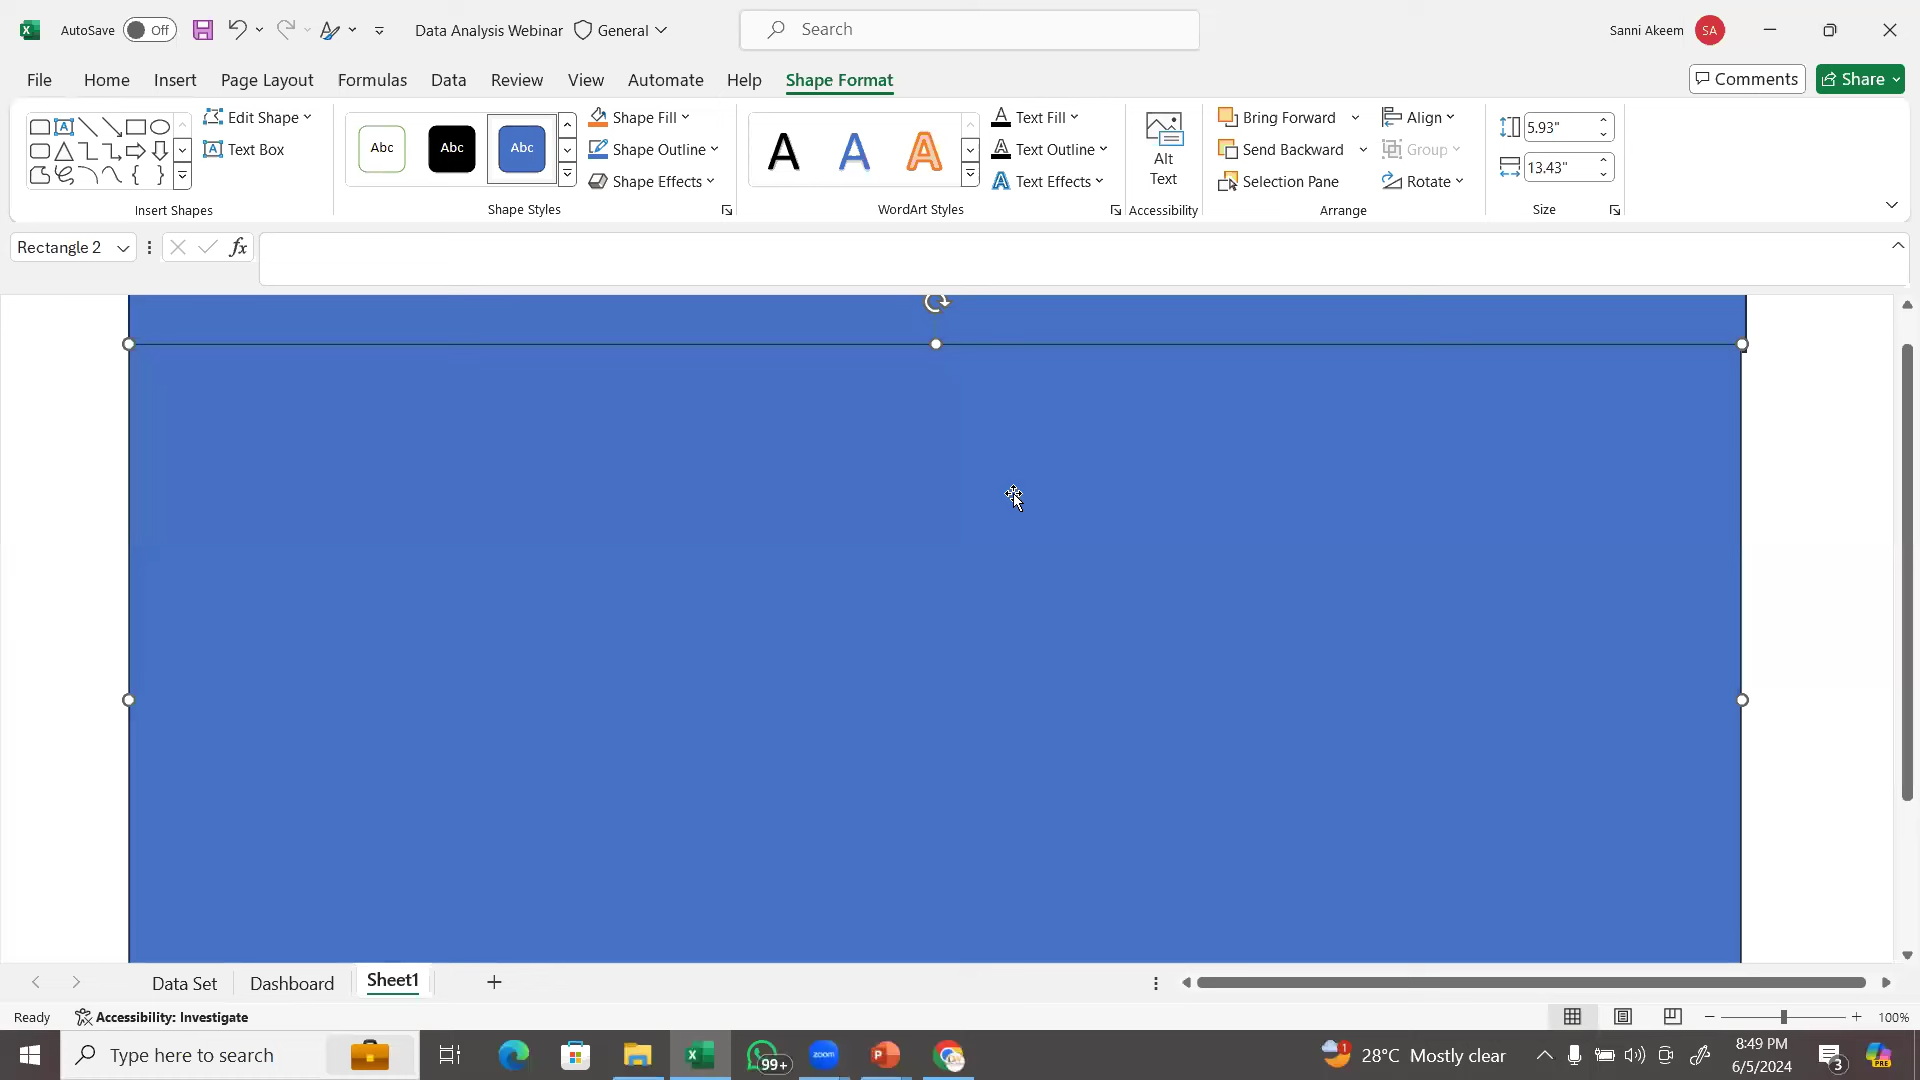 AutoSave Off Data Analysis Webinar General Search Sanni Akeem SA
File Home Insert Page Layout Formulas Data Review View Automate Help Shape Format Comments Share
Edit Shape
Text Box
Insert Shapes
Abc Abc Abc
Shape Fill
Shape Outline
Shape Effects
Shape Styles
A A A
WordArt Styles
Text Fill
Text Outline
Text Effects
Alt
Text
Accessibility
Bring Forward
Send Backward
Selection Pane
Align
Group
Rotate
Arrange
5.93"
13.43"
Size
Rectangle 2 fx
Data Set Dashboard Sheet1
Ready Accessibility: Investigate 100%
Type here to search 99+ zoom 1 28°C Mostly clear 8:49 PM
6/5/2024 3 PRE